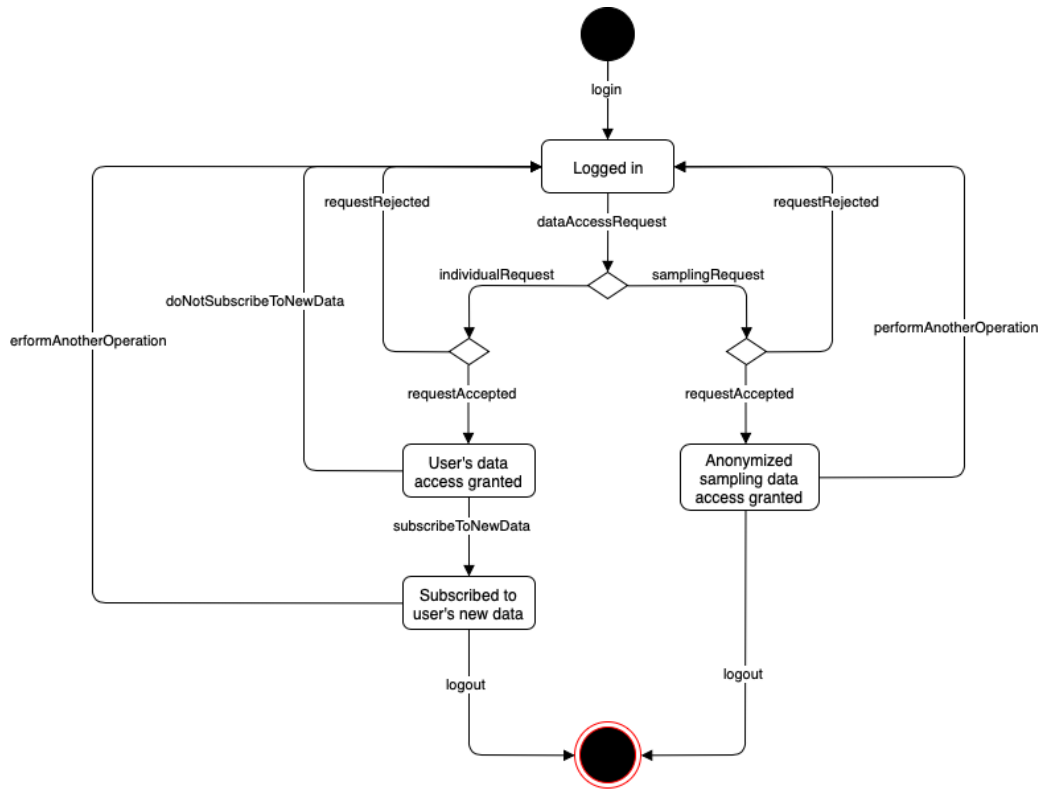 login
Logged in
requestRejected
requestRejected
dataAccessRequest
individualRequest
samplingRequest
doNotSubscribeToNewData
erformAnotherOperation
performAnotherOperation
requestAccepted
requestAccepted
User's data
access granted
Anonymized
sampling data
access granted
subscribeToNewData
Subscribed to
user's new data
logout
logout